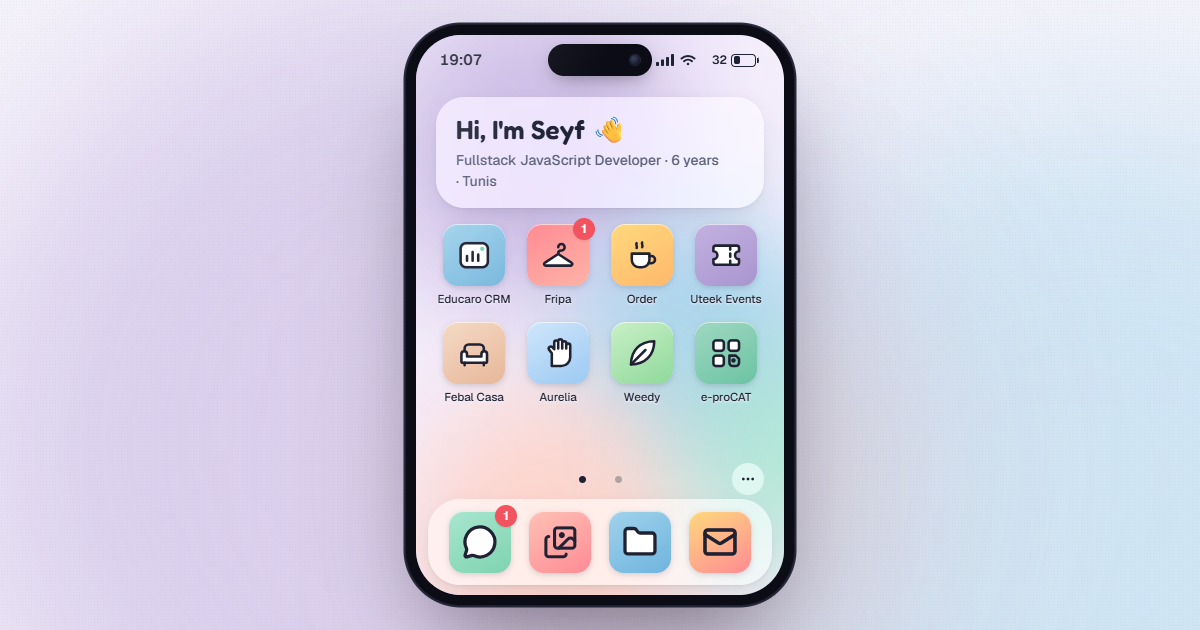 19:07 32
Hi, I'm Seyf 👋
Fullstack JavaScript Developer · 6 years
· Tunis
1
Educaro CRM Fripa Order Uteek Events
Febal Casa Aurelia Weedy e-proCAT
1